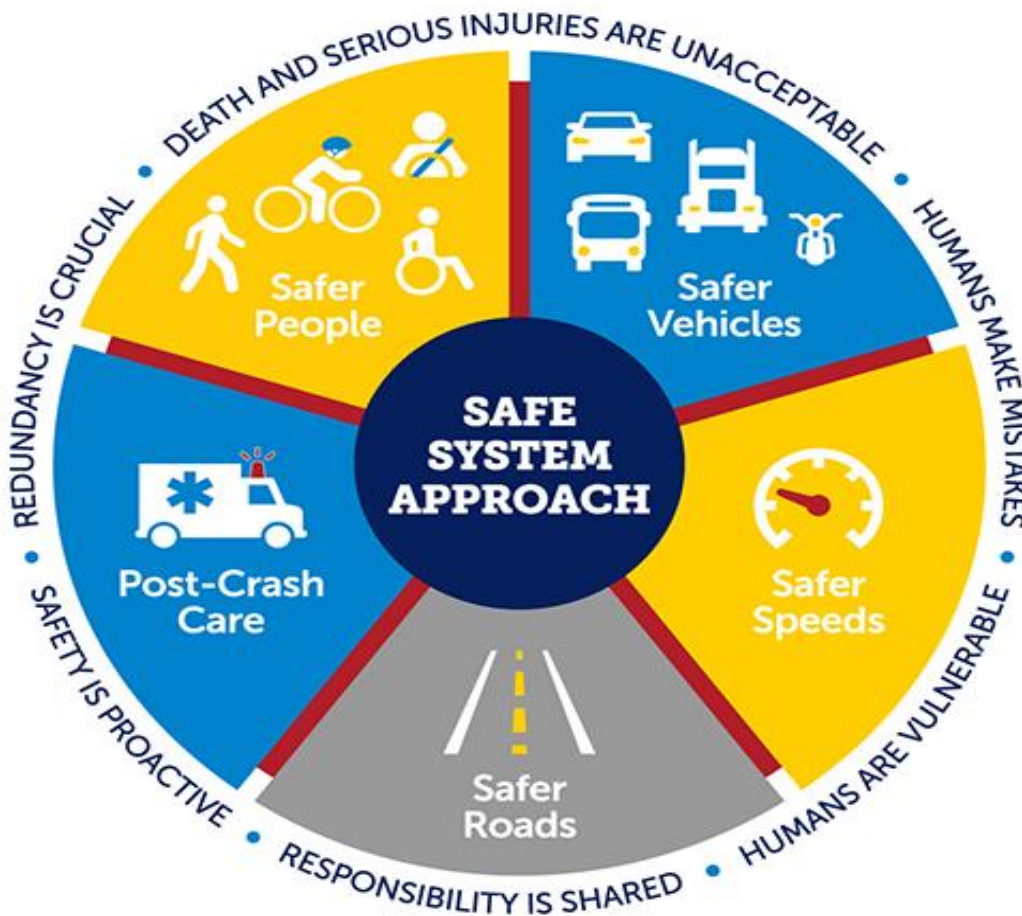 DEATH AND SERIOUS INJURIES ARE UNACCEPTABLE
HUMANS MAKE MISTAKES
HUMANS ARE VULNERABLE
RESPONSIBILITY IS SHARED
SAFETY IS PROACTIVE
REDUNDANCY IS CRUCIAL
Safer
People
Safer
Vehicles
SAFE
SYSTEM
APPROACH
Post-Crash
Care
Safer
Speeds
Safer
Roads